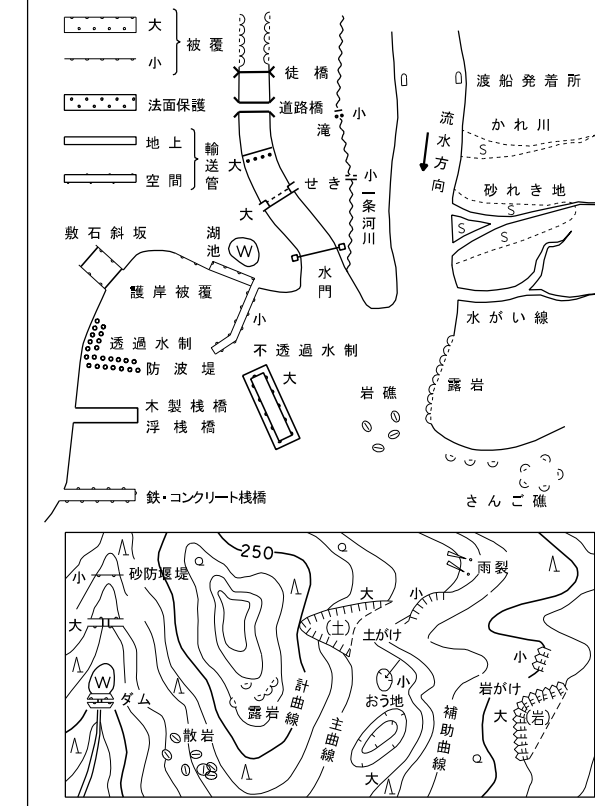 大
小
被覆
法面保護
地上
空間
輸送管
徒橋
道路橋
小
滝
大
せき
小
大
一条河川
渡船発着所
かれ川
S
流水方向
砂れき地
S
S
S
敷石斜坂
湖池
W
水門
護岸被覆
小
水がい線
透過水制
防波堤
不透過水制
大
岩礁
露岩
木製桟橋
浮桟橋
鉄・コンクリート桟橋
さんご礁
250
小
砂防堰堤
雨裂
大
小
大
(土)
土がけ
小
W
ダム
小
おう地
岩がけ
大
(岩)
露岩
計曲線
主曲線
補助曲線
散岩
大